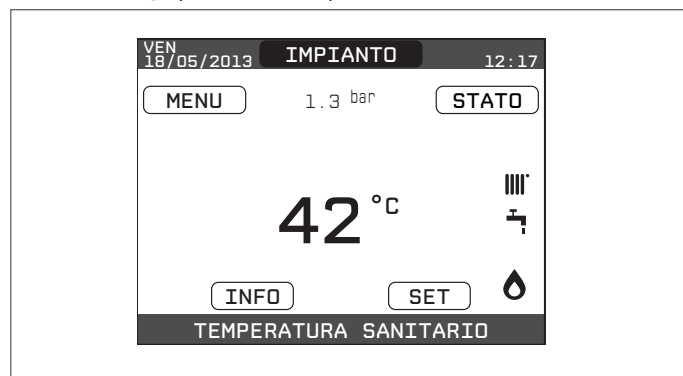 VEN
18/05/2013 IMPIANTO 12:17
MENU 1.3 bar STATO
42 °C
INFO SET
TEMPERATURA SANITARIO